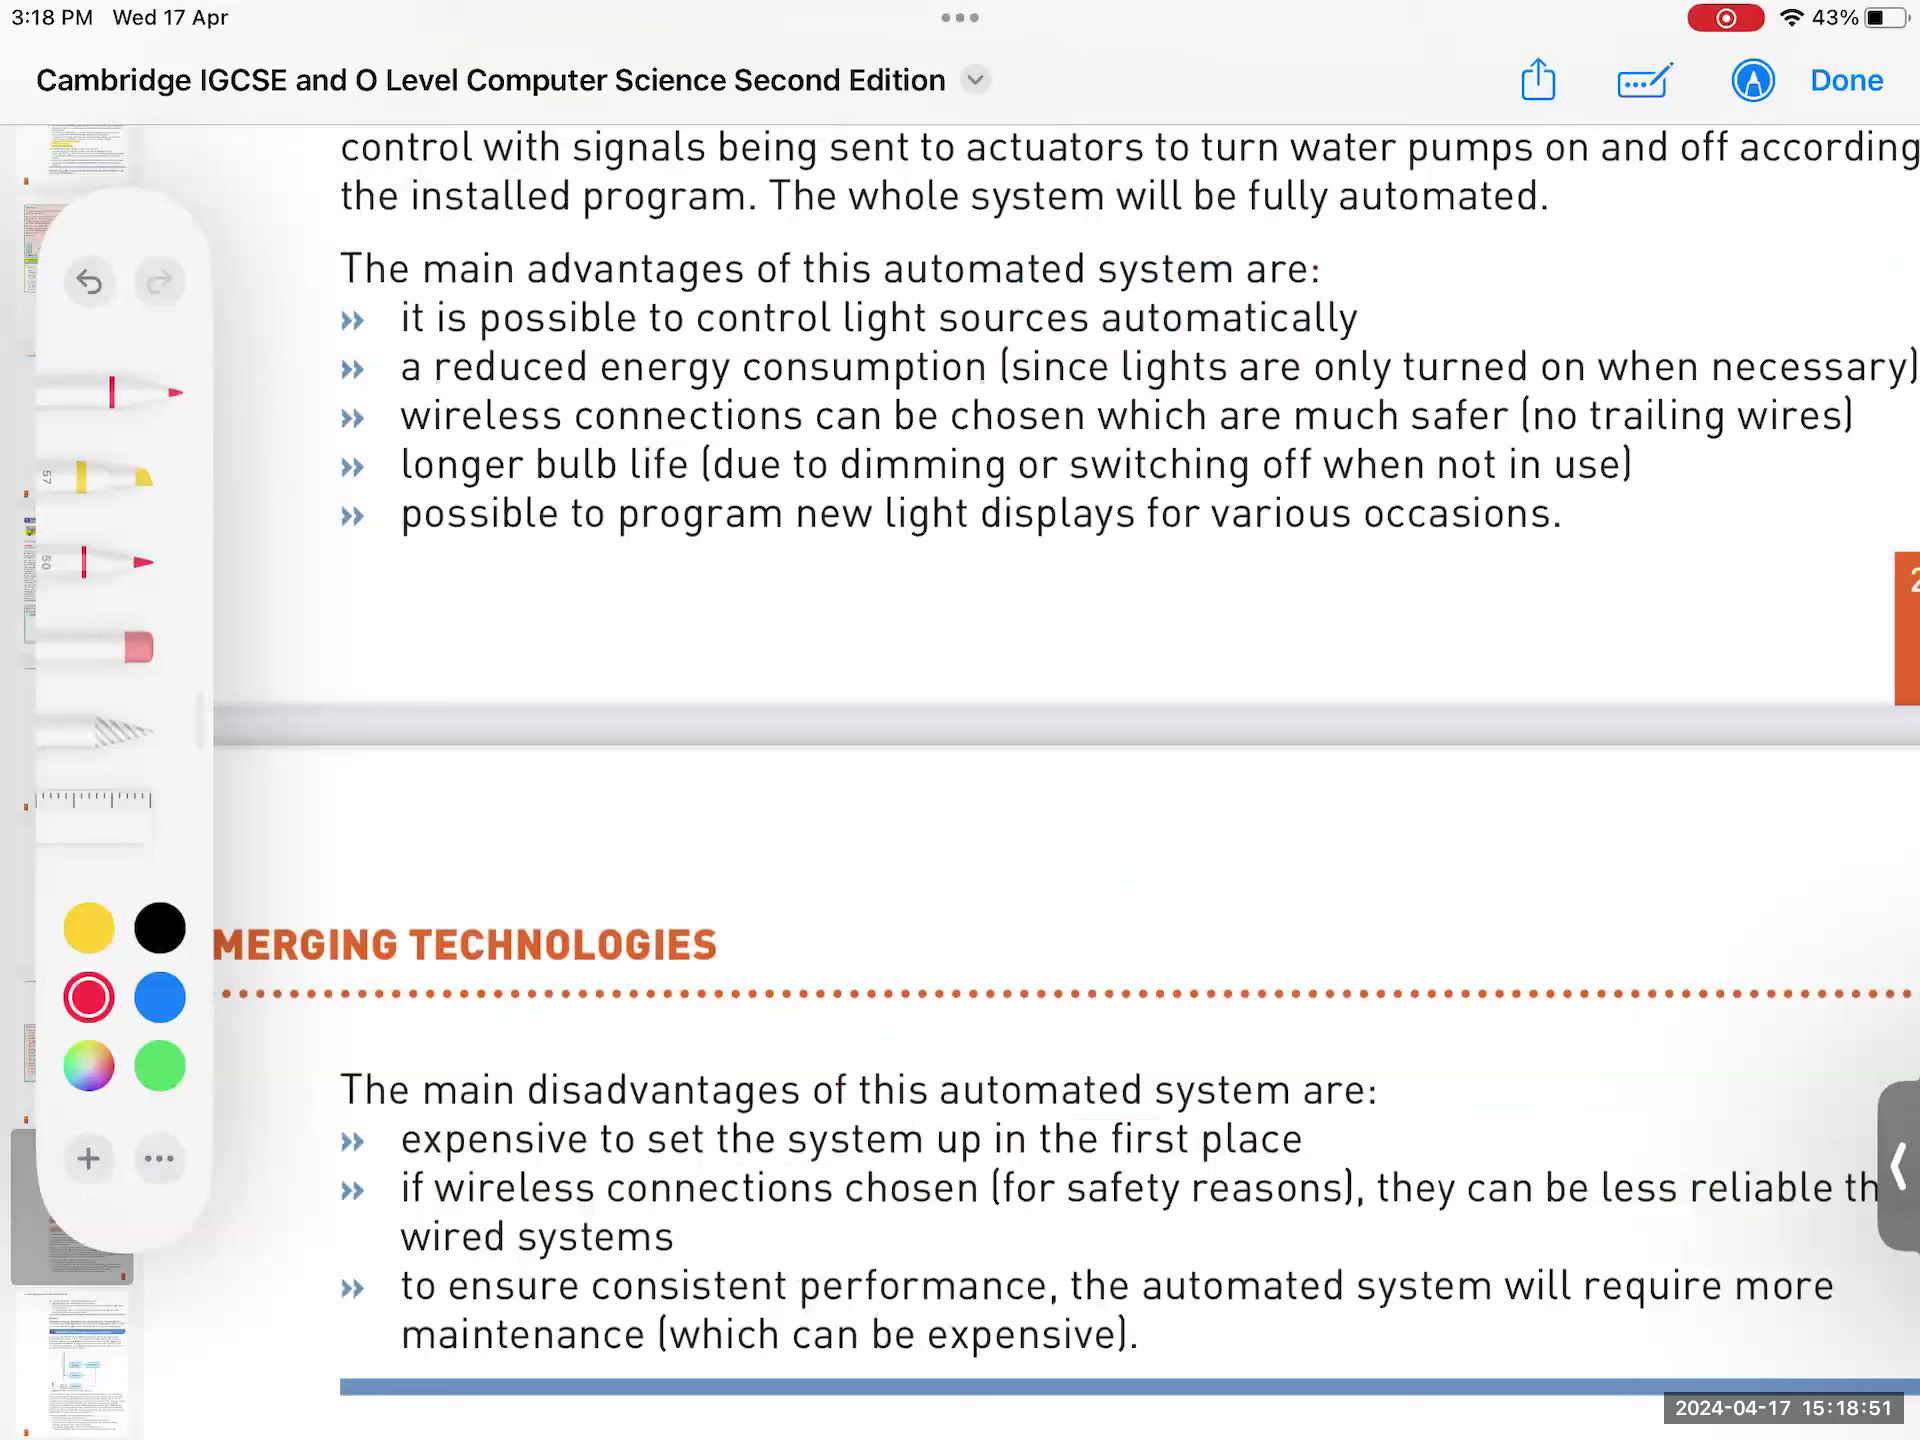 3:18 PM Wed 17 Apr
43%
Cambridge IGCSE and O Level Computer Science Second Edition
Done
control with signals being sent to actuators to turn water pumps on and off according
the installed program. The whole system will be fully automated.
The main advantages of this automated system are:
» it is possible to control light sources automatically
» a reduced energy consumption (since lights are only turned on when necessary)
» wireless connections can be chosen which are much safer (no trailing wires)
» longer bulb life (due to dimming or switching off when not in use)
» possible to program new light displays for various occasions.
2
57
50
MERGING TECHNOLOGIES
The main disadvantages of this automated system are:
» expensive to set the system up in the first place
» if wireless connections chosen (for safety reasons), they can be less reliable th
wired systems
» to ensure consistent performance, the automated system will require more
maintenance (which can be expensive).
2024-04-17 15:18:51